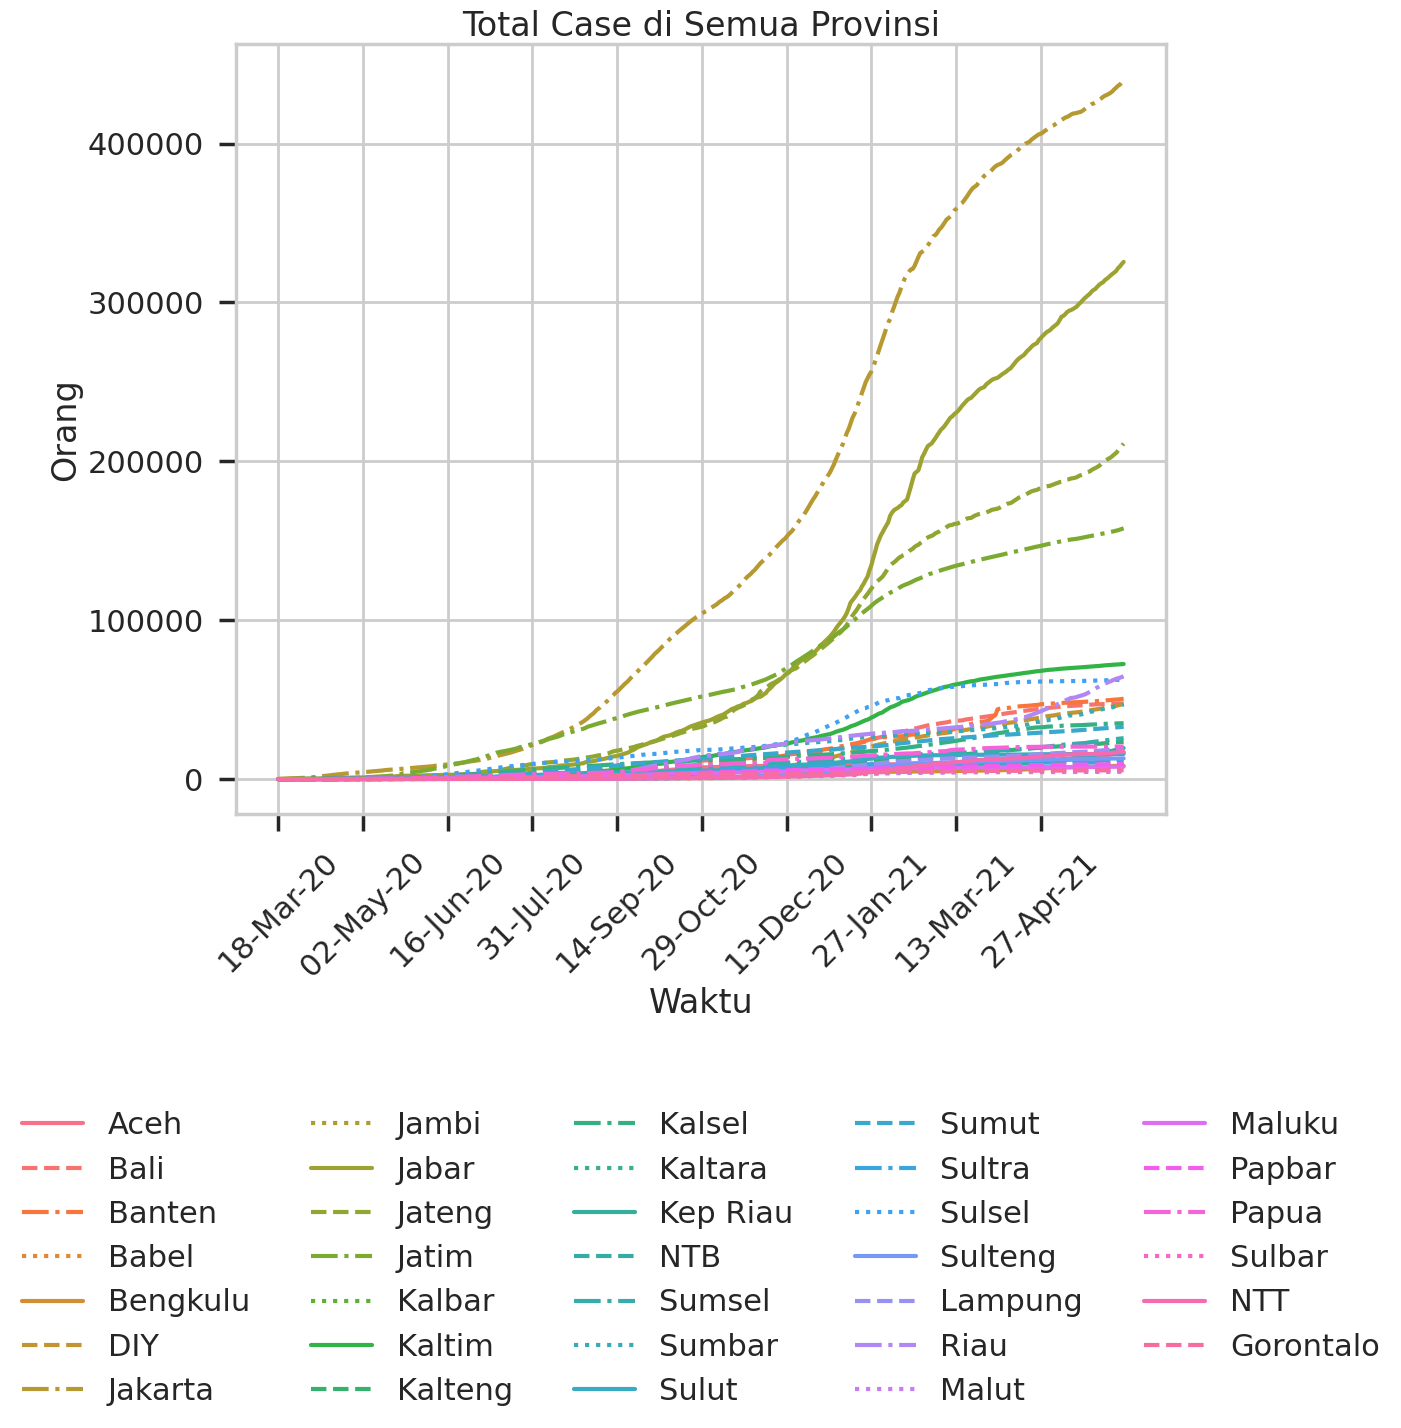 Total Case di Semua Provinsi
400000
300000
200000
100000
0
Orang
18-Mar-20
02-May-20
16-Jun-20
31-Jul-20
14-Sep-20
29-Oct-20
13-Dec-20
27-Jan-21
13-Mar-21
27-Apr-21
Waktu
Aceh
Bali
Banten
Babel
Bengkulu
DIY
Jakarta
Jambi
Jabar
Jateng
Jatim
Kalbar
Kaltim
Kalteng
Kalsel
Kaltara
Kep Riau
NTB
Sumsel
Sumbar
Sulut
Sumut
Sultra
Sulsel
Sulteng
Lampung
Riau
Malut
Maluku
Papbar
Papua
Sulbar
NTT
Gorontalo